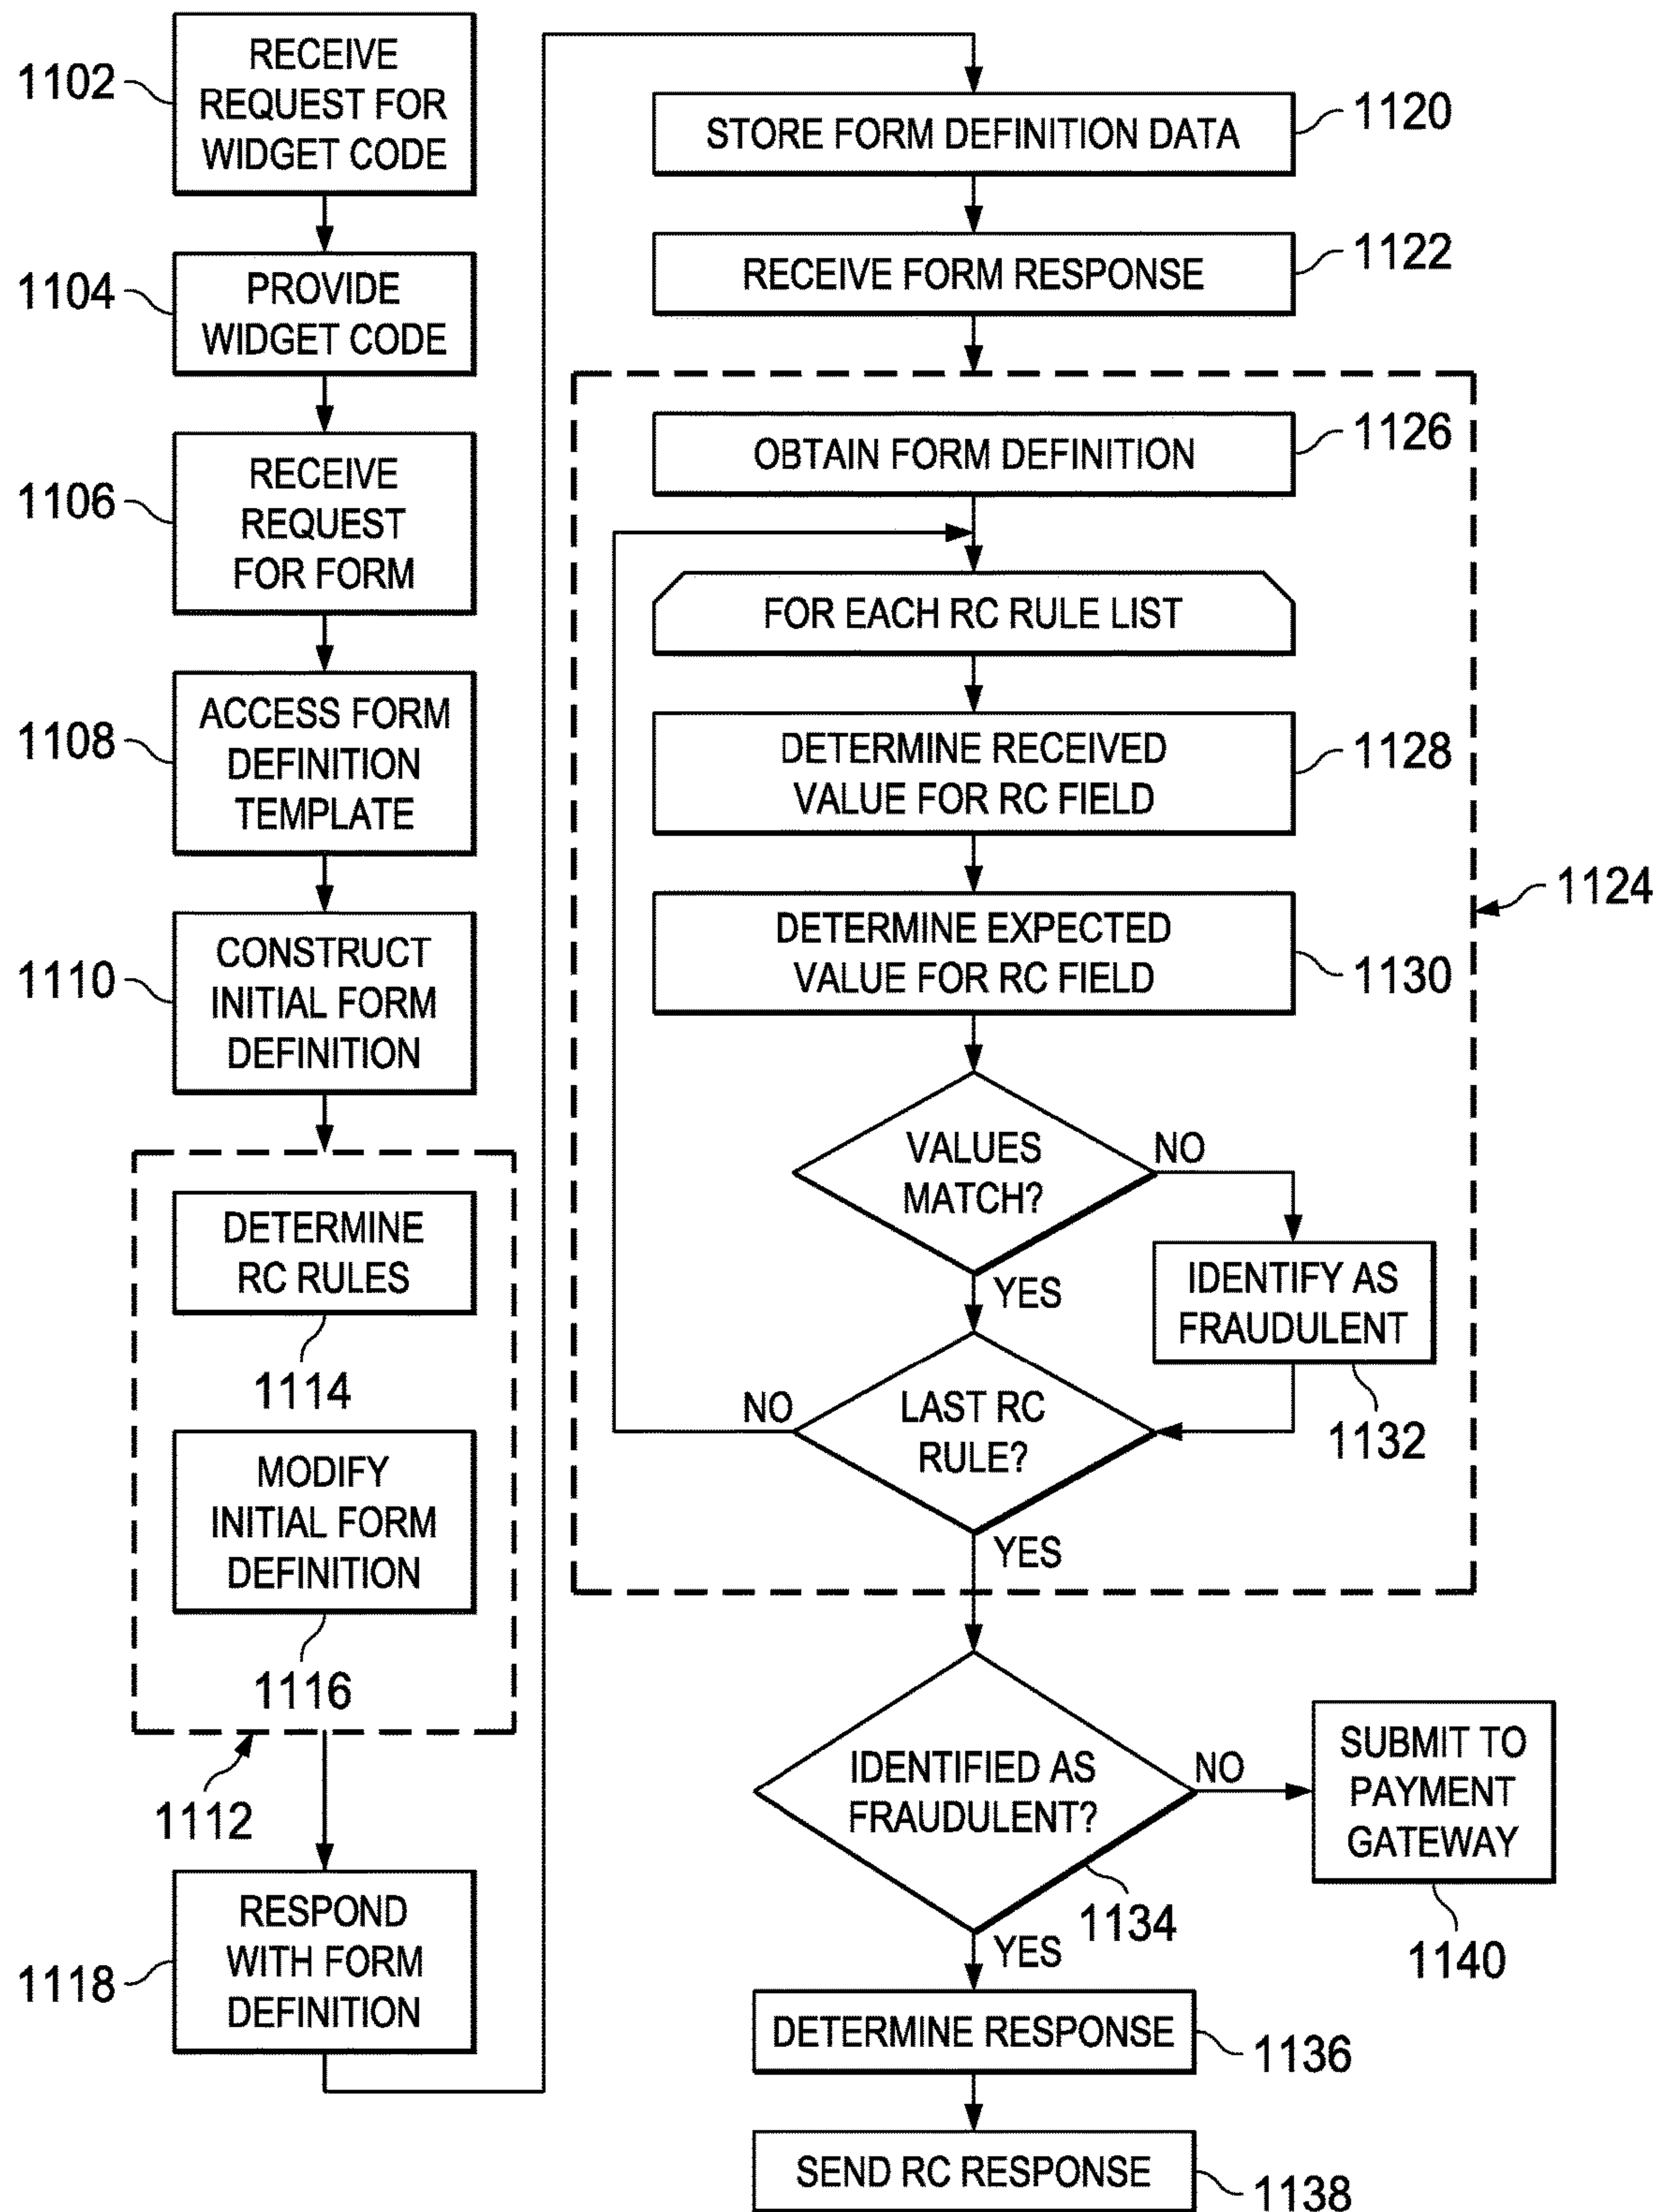 1102
RECEIVE
REQUEST FOR
WIDGET CODE
1104
PROVIDE
WIDGET CODE
1106
RECEIVE
REQUEST
FOR FORM
1108
ACCESS FORM
DEFINITION
TEMPLATE
1110
CONSTRUCT
INITIAL FORM
DEFINITION
DETERMINE
RC RULES
1114
MODIFY
INITIAL FORM
DEFINITION
1116
1112
1118
RESPOND
WITH FORM
DEFINITION
STORE FORM DEFINITION DATA
1120
RECEIVE FORM RESPONSE
1122
OBTAIN FORM DEFINITION
1126
FOR EACH RC RULE LIST
DETERMINE RECEIVED
VALUE FOR RC FIELD
1128
1124
DETERMINE EXPECTED
VALUE FOR RC FIELD
1130
VALUES
MATCH?
NO
YES
IDENTIFY AS
FRAUDULENT
1132
LAST RC
RULE?
NO
YES
IDENTIFIED AS
FRAUDULENT?
1134
NO
SUBMIT TO
PAYMENT
GATEWAY
1140
YES
DETERMINE RESPONSE
1136
SEND RC RESPONSE
1138